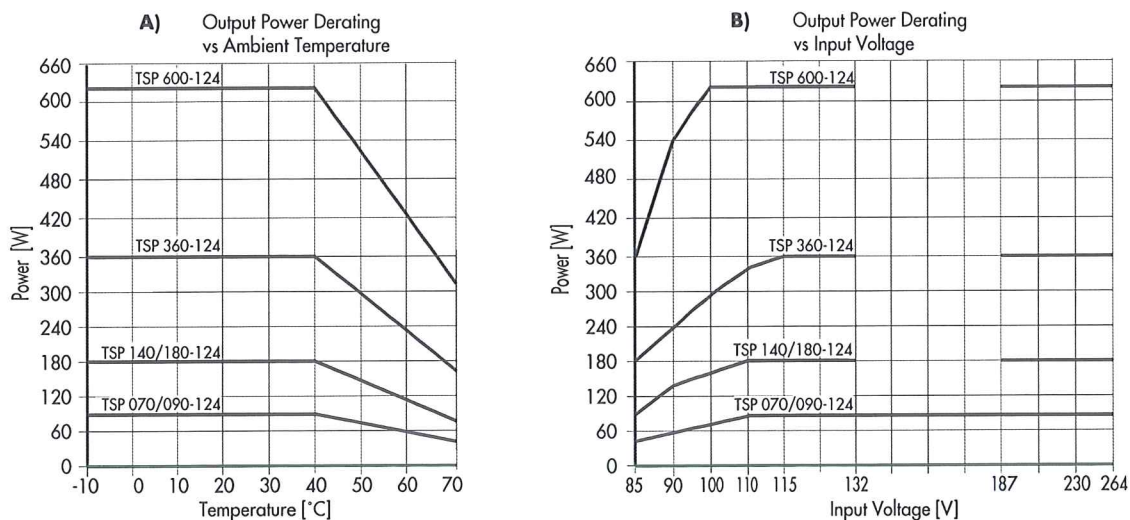 A) Output Power Derating
vs Ambient Temperature
660
600
540
480
420
360
300
240
180
120
60
0
Power [W]
TSP 600-124
TSP 360-124
TSP 140/180-124
TSP 070/090-124
-10 0 10 20 30 40 50 60 70
Temperature [°C]
B) Output Power Derating
vs Input Voltage
660
600
540
480
420
360
300
240
180
120
60
0
Power [W]
TSP 600-124
TSP 360-124
TSP 140/180-124
TSP 070/090-124
85 90 100 110 115 132 187 230 264
Input Voltage [V]